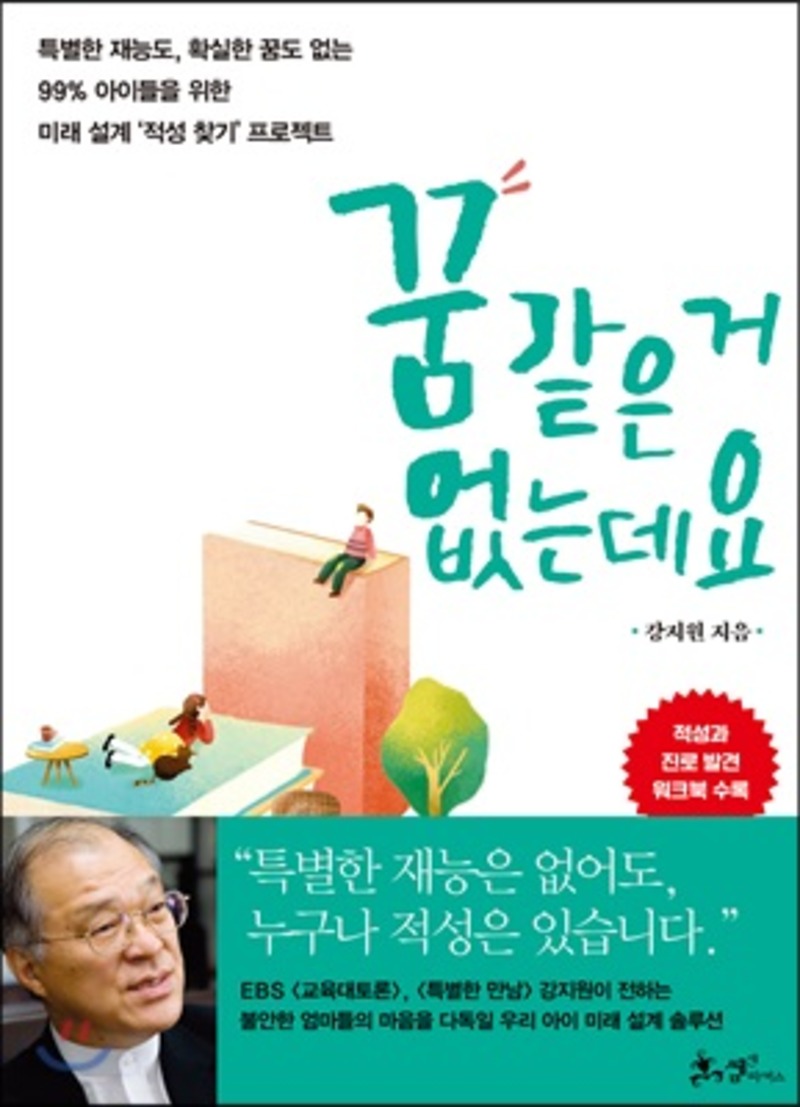 특별한 재능도, 확실한 꿈도 없는
99% 아이들을 위한
미래 설계 '적성 찾기' 프로젝트
꿈 같은 거
없는데요
• 강지원 지음 •
적성과
진로 발견
워크북 수록
“특별한 재능은 없어도,
누구나 적성은 있습니다.”
EBS <교육대토론>, <특별한 만남> 강지원이 전하는
불안한 엄마들의 마음을 다독일 우리 아이 미래 설계 솔루션
쌤앤파커스